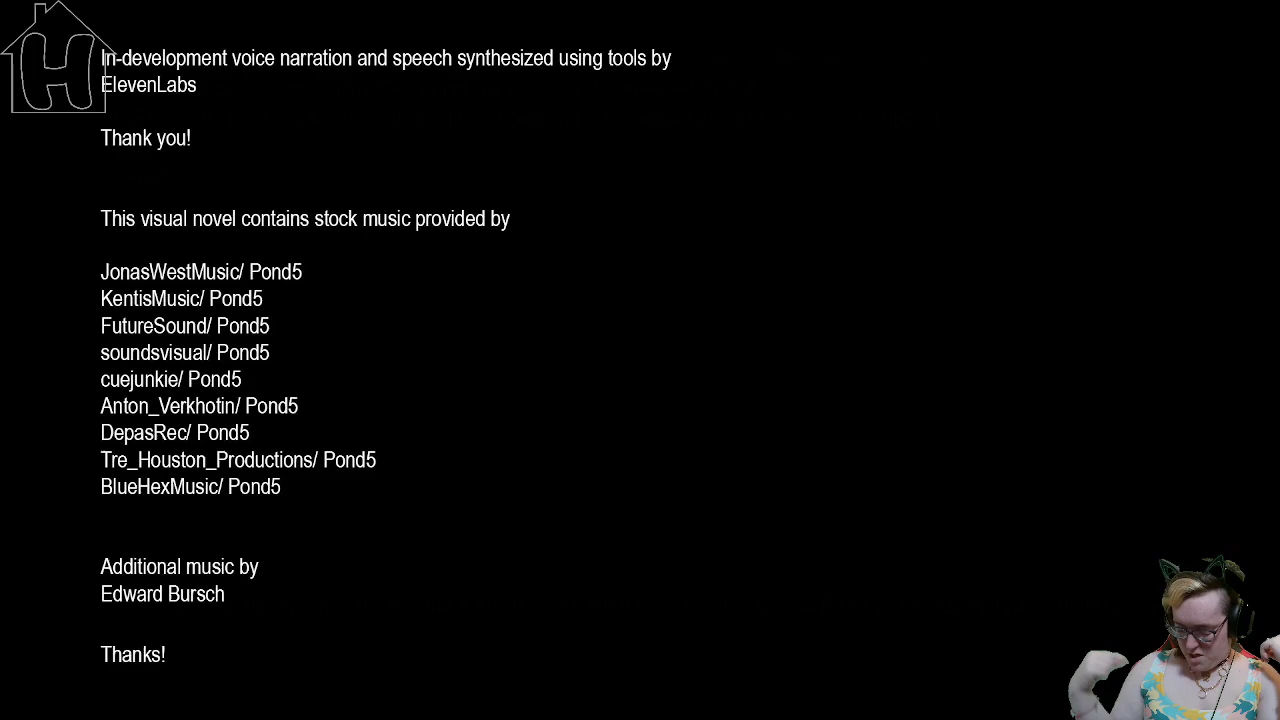 H
In-development voice narration and speech synthesized using tools by
ElevenLabs
Thank you!
This visual novel contains stock music provided by
JonasWestMusic/ Pond5
KentisMusic/ Pond5
FutureSound/ Pond5
soundsvisual/ Pond5
cuejunkie/ Pond5
Anton_Verkhotin/ Pond5
DepasRec/ Pond5
Tre_Houston_Productions/ Pond5
BlueHexMusic/ Pond5
Additional music by
Edward Bursch
Thanks!